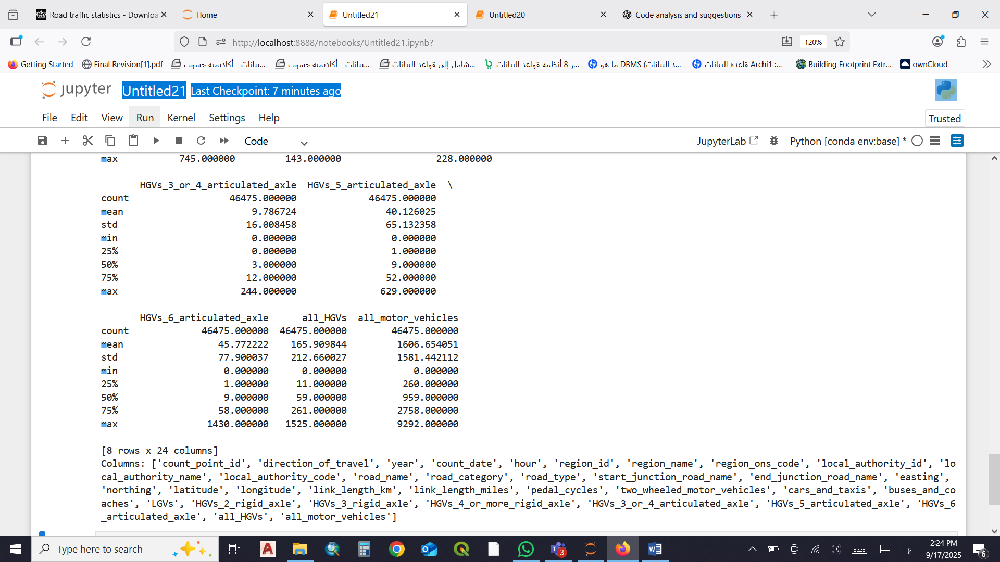 Road traffic statistics - Downloa
Home
Untitled21
Untitled20
Code analysis and suggestions
http://localhost:8888/notebooks/Untitled21.ipynb?
120%
Getting Started
Final Revision[1].pdf
بيانات - أكاديمية حسوب...
بيانات - أكاديمية حسوب...
شامل إلى قواعد البيانات...
ر 8 أنظمة قواعد البيانات...
ما هو DBMS (د البيانات...
قاعدة البيانات Archi1 :...
Building Footprint Extr...
ownCloud
jupyter Untitled21 Last Checkpoint: 7 minutes ago
File Edit View Run Kernel Settings Help
Trusted
Code
JupyterLab
Python [conda env:base] *
max 745.000000 143.000000 228.000000
HGVs_3_or_4_articulated_axle HGVs_5_articulated_axle \
count 46475.000000 46475.000000
mean 9.786724 40.126025
std 16.008458 65.132358
min 0.000000 0.000000
25% 0.000000 1.000000
50% 3.000000 9.000000
75% 12.000000 52.000000
max 244.000000 629.000000
HGVs_6_articulated_axle all_HGVs all_motor_vehicles
count 46475.000000 46475.000000 46475.000000
mean 45.772222 165.909844 1606.654051
std 77.900037 212.660027 1581.442112
min 0.000000 0.000000 0.000000
25% 1.000000 11.000000 260.000000
50% 9.000000 59.000000 959.000000
75% 58.000000 261.000000 2758.000000
max 1430.000000 1525.000000 9292.000000
[8 rows x 24 columns]
Columns: ['count_point_id', 'direction_of_travel', 'year', 'count_date', 'hour', 'region_id', 'region_name', 'region_ons_code', 'local_authority_id', 'lo
cal_authority_name', 'local_authority_code', 'road_name', 'road_category', 'road_type', 'start_junction_road_name', 'end_junction_road_name', 'easting',
'northing', 'latitude', 'longitude', 'link_length_km', 'link_length_miles', 'pedal_cycles', 'two_wheeled_motor_vehicles', 'cars_and_taxis', 'buses_and_co
aches', 'LGVs', 'HGVs_2_rigid_axle', 'HGVs_3_rigid_axle', 'HGVs_4_or_more_rigid_axle', 'HGVs_3_or_4_articulated_axle', 'HGVs_5_articulated_axle', 'HGVs_6
_articulated_axle', 'all_HGVs', 'all_motor_vehicles']
Type here to search
3
ع
2:24 PM
9/17/2025
6